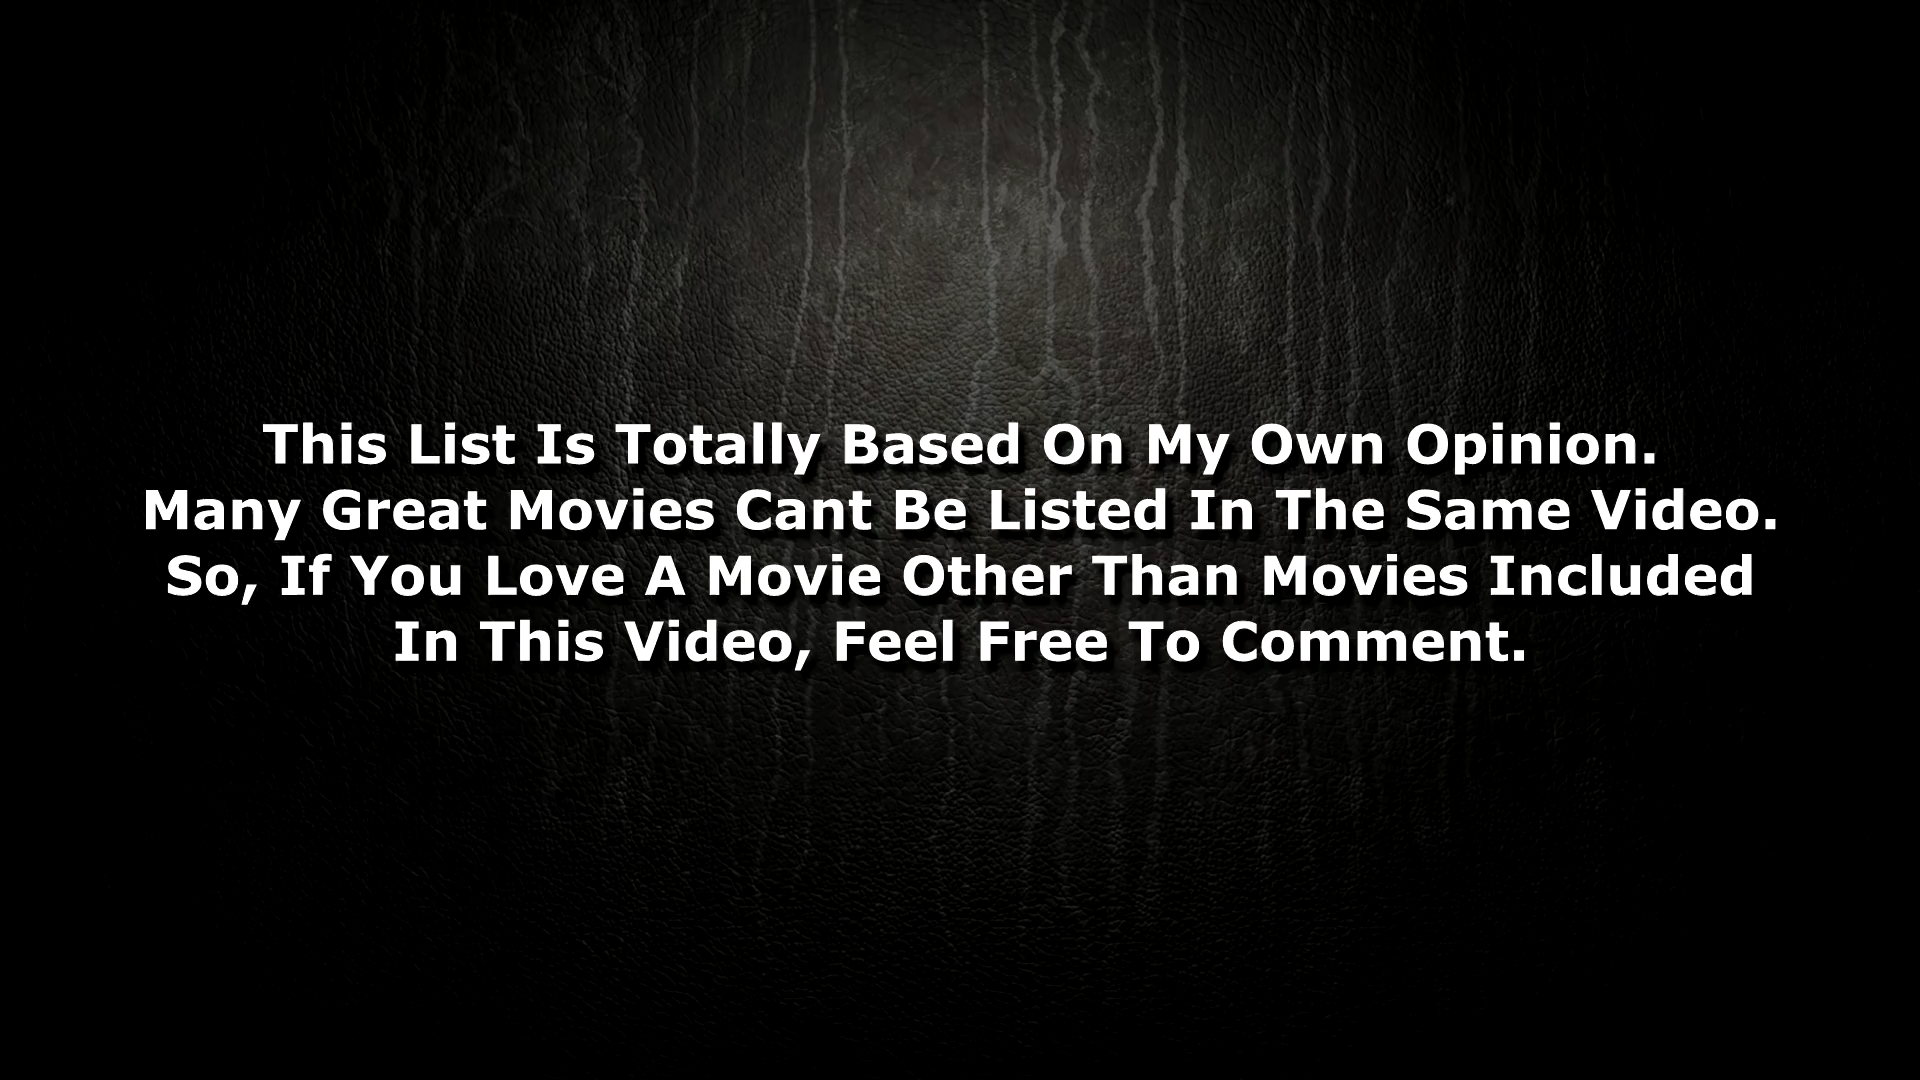 This List Is Totally Based On My Own Opinion.
Many Great Movies Cant Be Listed In The Same Video.
So, If You Love A Movie Other Than Movies Included
In This Video, Feel Free To Comment.